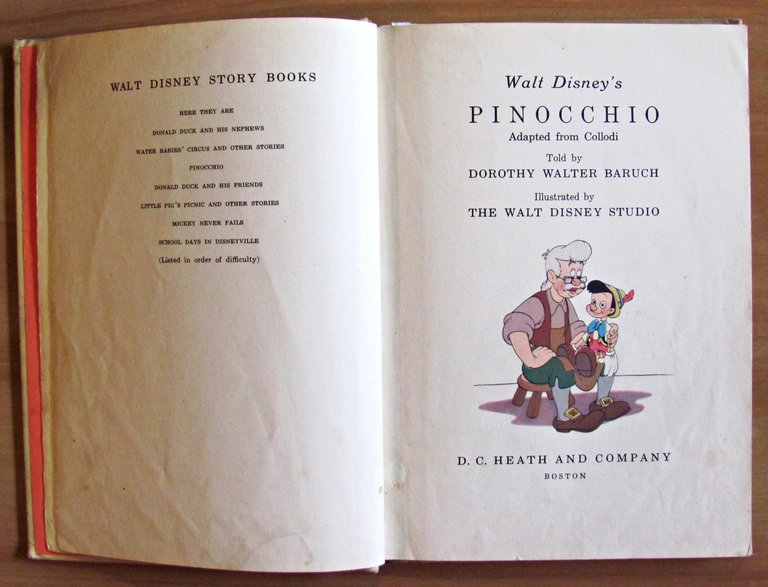 WALT DISNEY STORY BOOKS
HERE THEY ARE
DONALD DUCK AND HIS NEPHEWS
WATER BABIES' CIRCUS AND OTHER STORIES
PINOCCHIO
DONALD DUCK AND HIS FRIENDS
LITTLE PIG'S PICNIC AND OTHER STORIES
MICKEY NEVER FAILS
SCHOOL DAYS IN DISNEYVILLE
(Listed in order of difficulty)
Walt Disney's
PINOCCHIO
Adapted from Collodi
Told by
DOROTHY WALTER BARUCH
Illustrated by
THE WALT DISNEY STUDIO
D. C. HEATH AND COMPANY
BOSTON